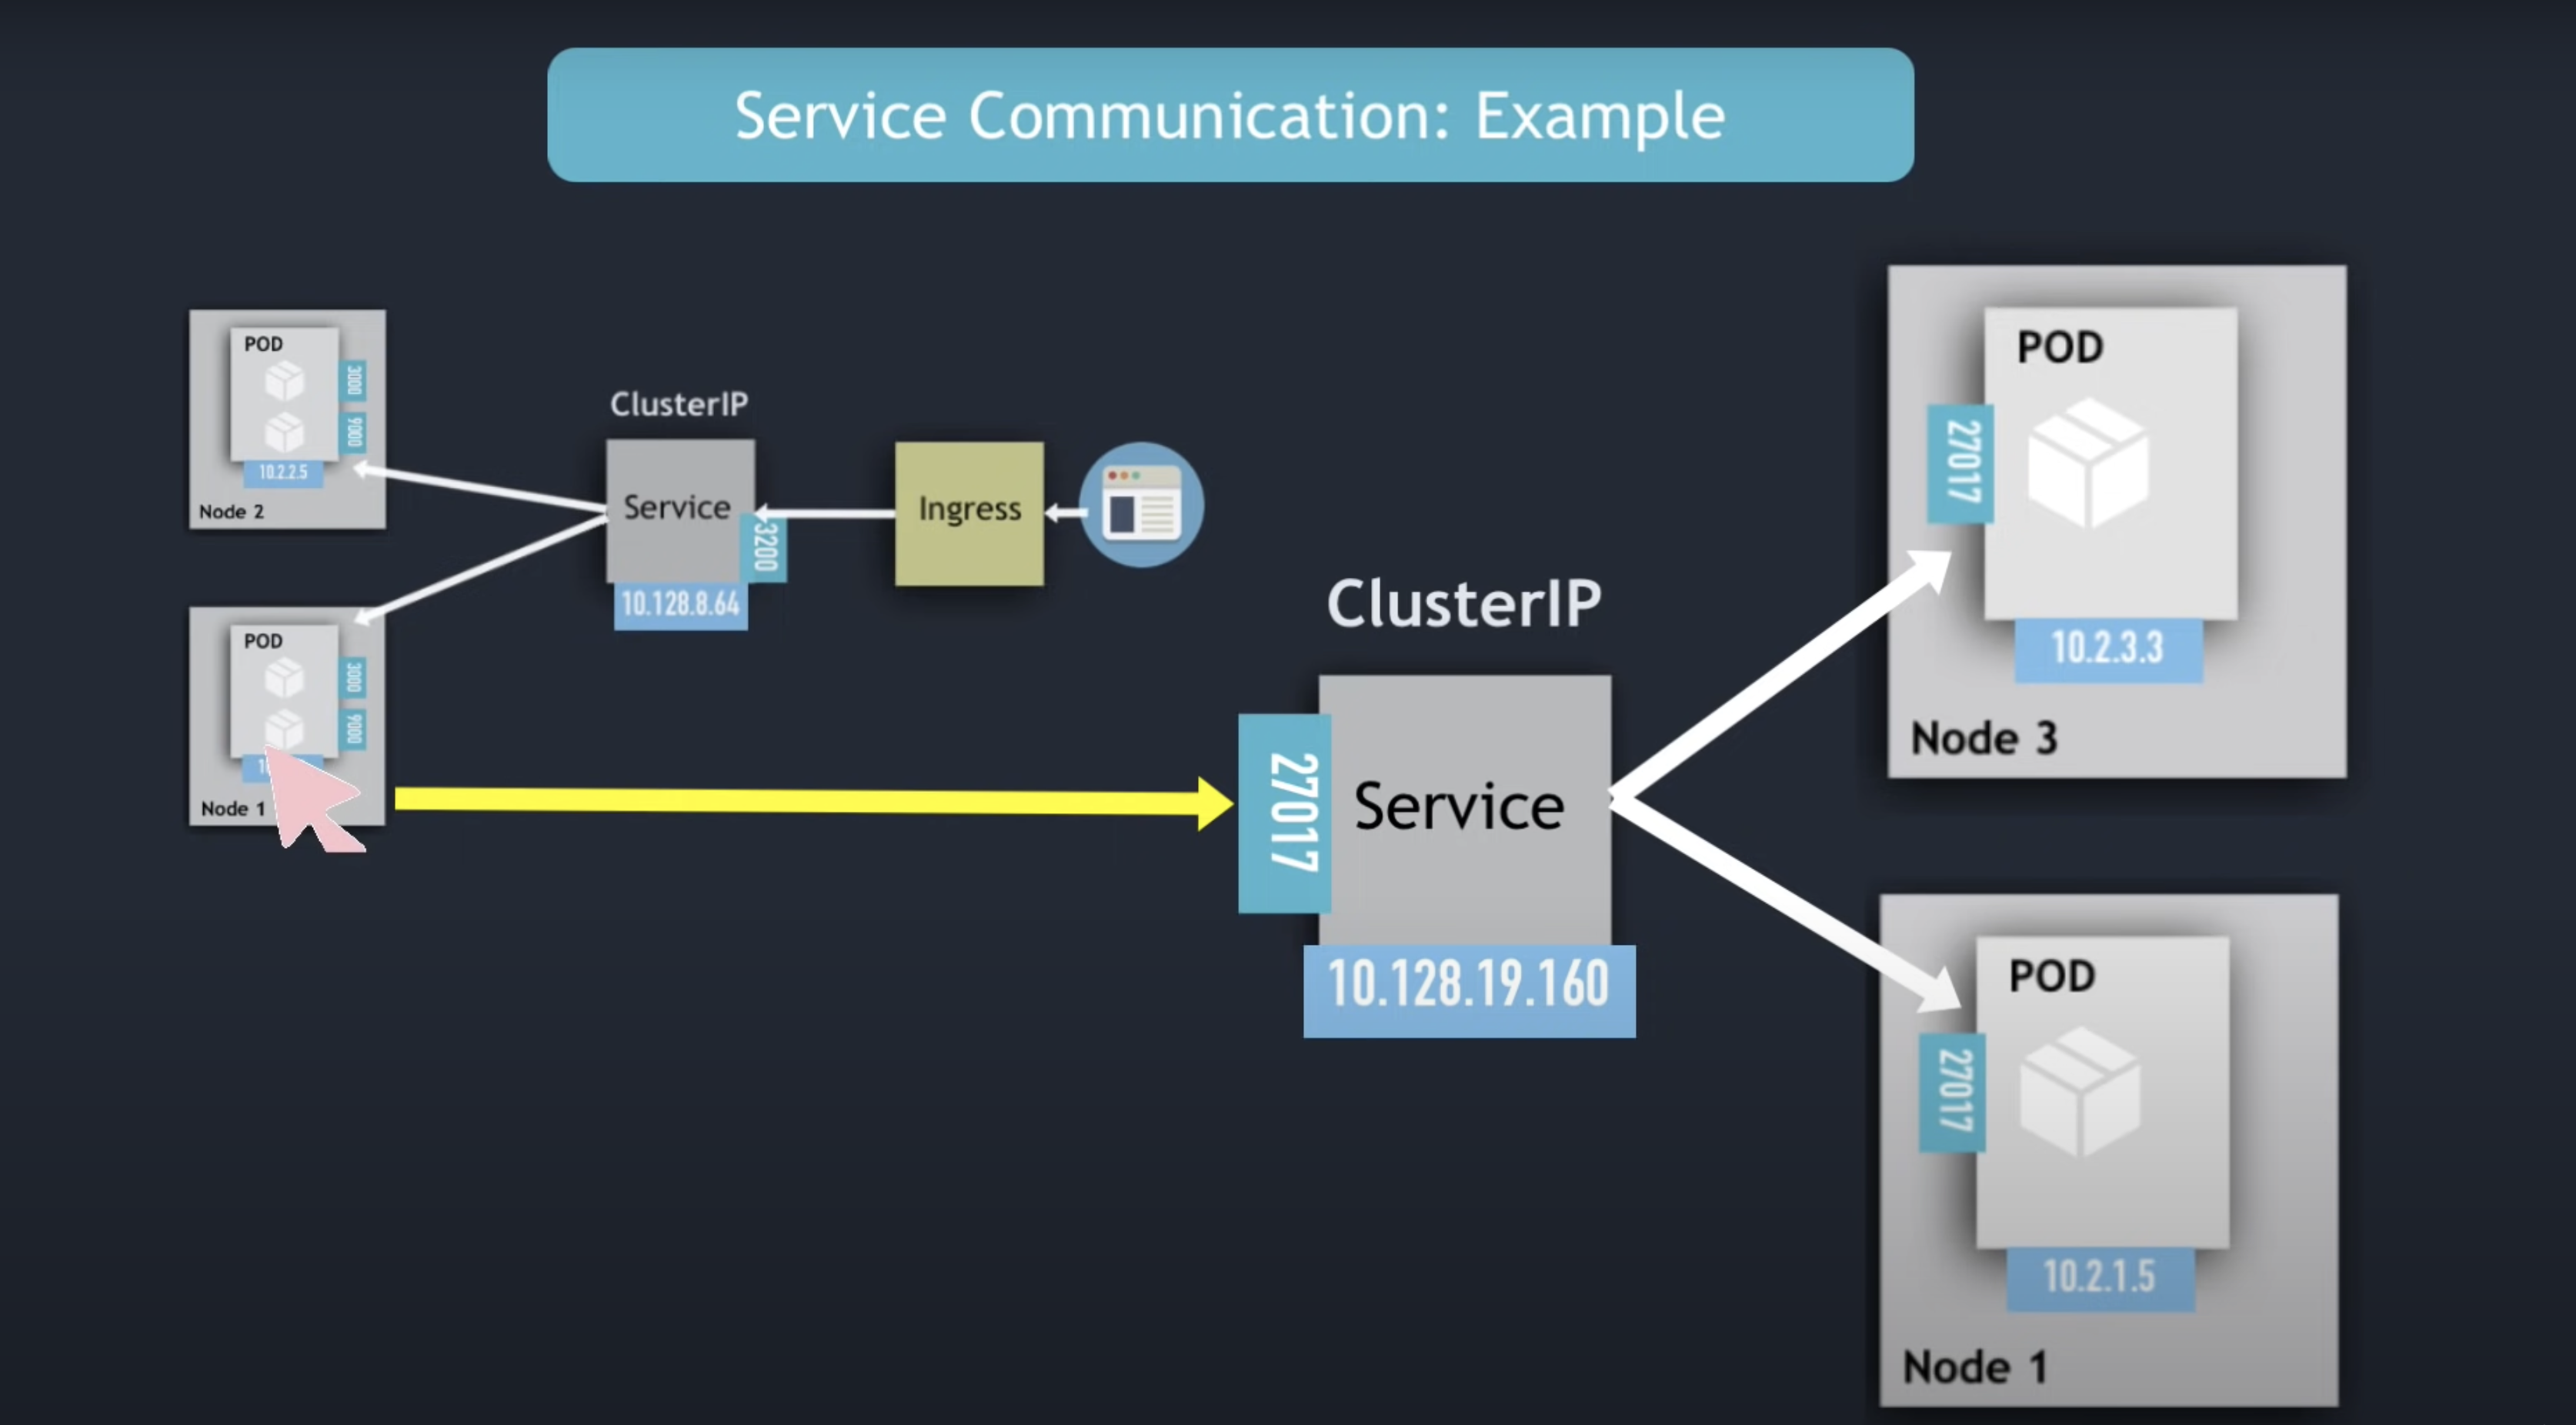 Service Communication: Example
POD
3000
9000
10.2.2.5
Node 2
ClusterIP
Service
3200
10.128.8.64
Ingress
POD
3000
9000
Node 1
ClusterIP
27017
Service
10.128.19.160
POD
27017
10.2.3.3
Node 3
POD
27017
10.2.1.5
Node 1